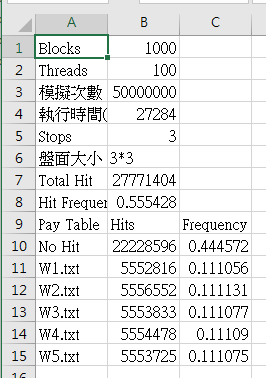 A B C
1 Blocks 1000
2 Threads 100
3 模擬次數 50000000
4 執行時間( 27284
5 Stops 3
6 盤面大小 3*3
7 Total Hit 27771404
8 Hit Frequen 0.555428
9 Pay Table Hits Frequency
10 No Hit 22228596 0.444572
11 W1.txt 5552816 0.111056
12 W2.txt 5556552 0.111131
13 W3.txt 5553833 0.111077
14 W4.txt 5554478 0.11109
15 W5.txt 5553725 0.111075